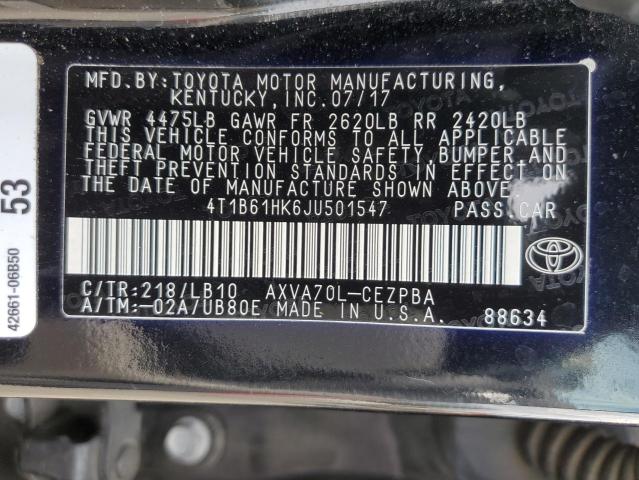 MFD.BY:TOYOTA MOTOR MANUFACTURING,
KENTUCKY,INC.07/17
GVWR 4475LB GAWR FR 2620LB RR 2420LB
THIS VEHICLE CONFORMS TO ALL APPLICABLE
FEDERAL MOTOR VEHICLE SAFETY,BUMPER,AND
THEFT PREVENTION STANDARDS IN EFFECT ON
THE DATE OF MANUFACTURE SHOWN ABOVE.
4T1B61HK6JU501547 PASS.CAR
C/TR:218/LB10 AXVA70L-CEZPBA
A/TM:-02A/UB80E MADE IN U.S.A. 88634
TOYOTA
53
42661-06B50